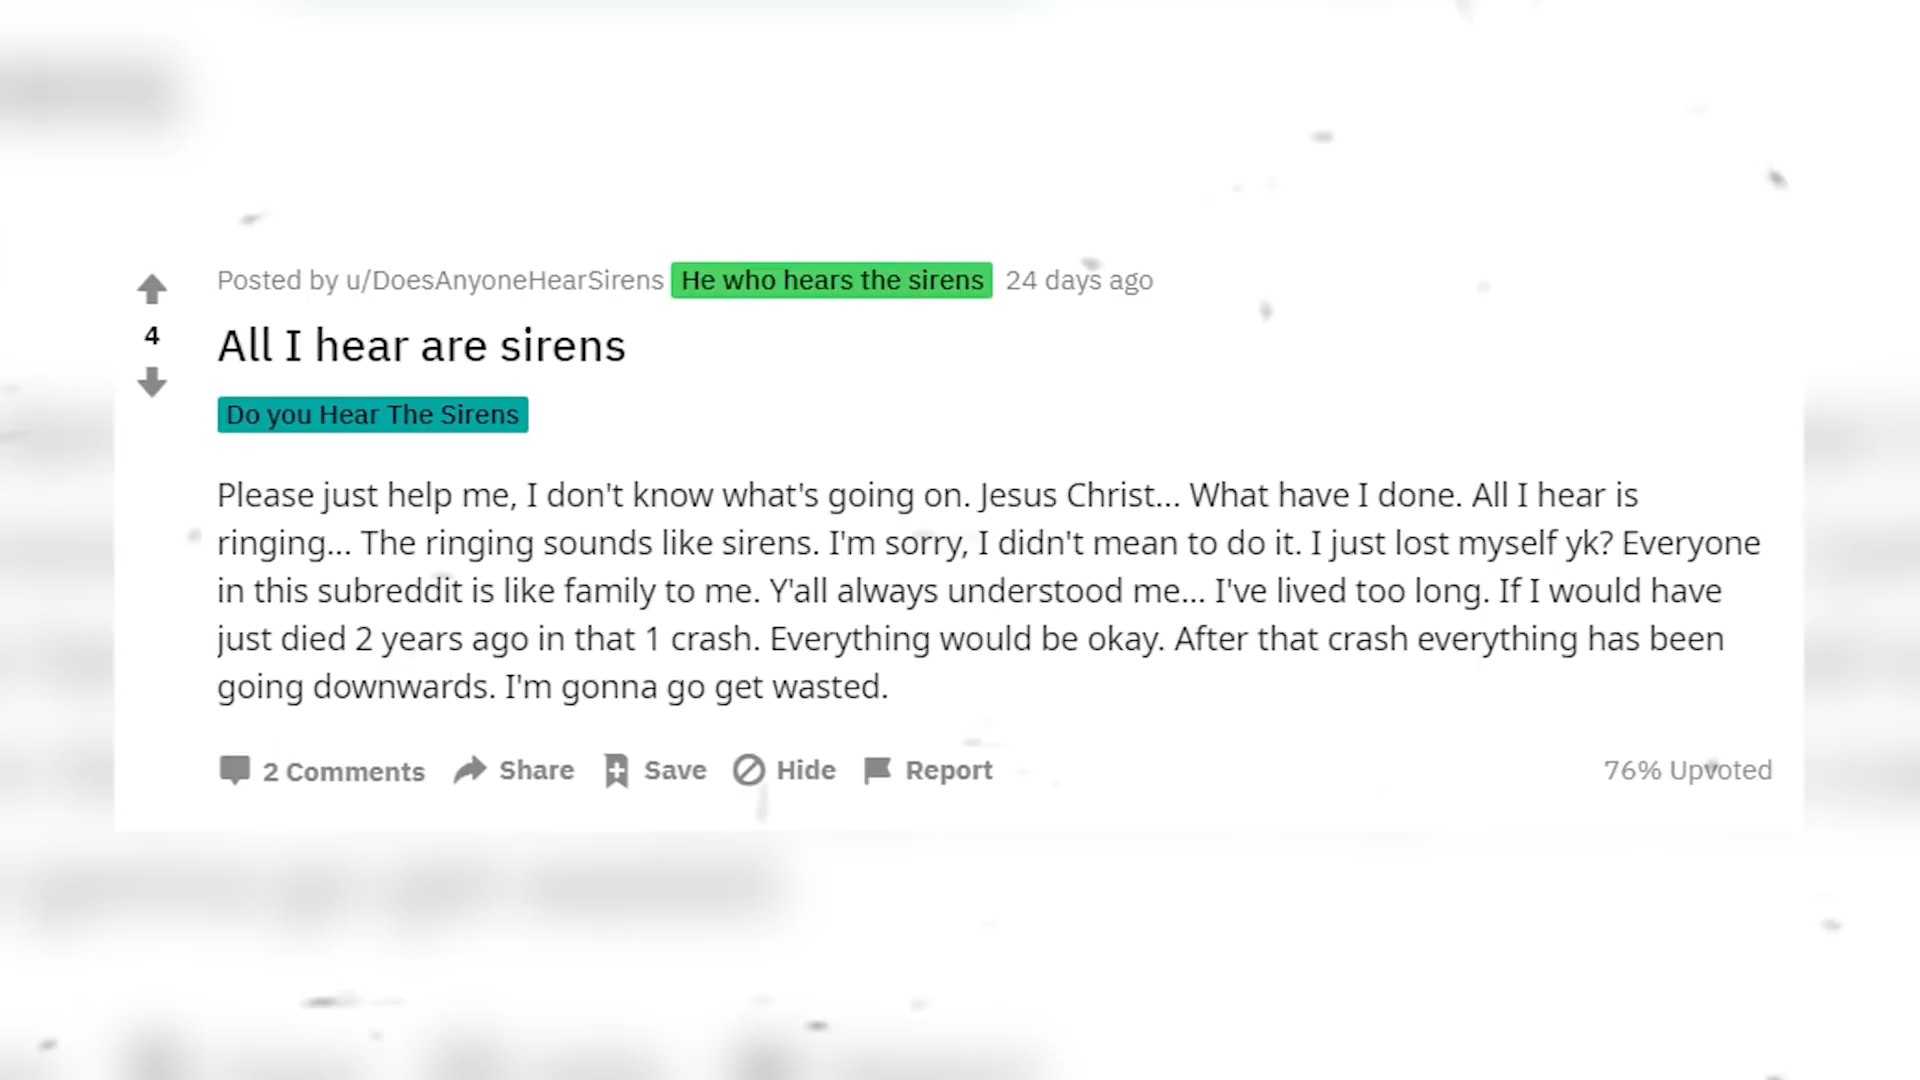 Posted by u/DoesAnyoneHearSirens He who hears the sirens 24 days ago
4
All I hear are sirens
Do you Hear The Sirens
Please just help me, I don't know what's going on. Jesus Christ... What have I done. All I hear is
ringing... The ringing sounds like sirens. I'm sorry, I didn't mean to do it. I just lost myself yk? Everyone
in this subreddit is like family to me. Y'all always understood me... I've lived too long. If I would have
just died 2 years ago in that 1 crash. Everything would be okay. After that crash everything has been
going downwards. I'm gonna go get wasted.
2 Comments Share Save Hide Report 76% Upvoted